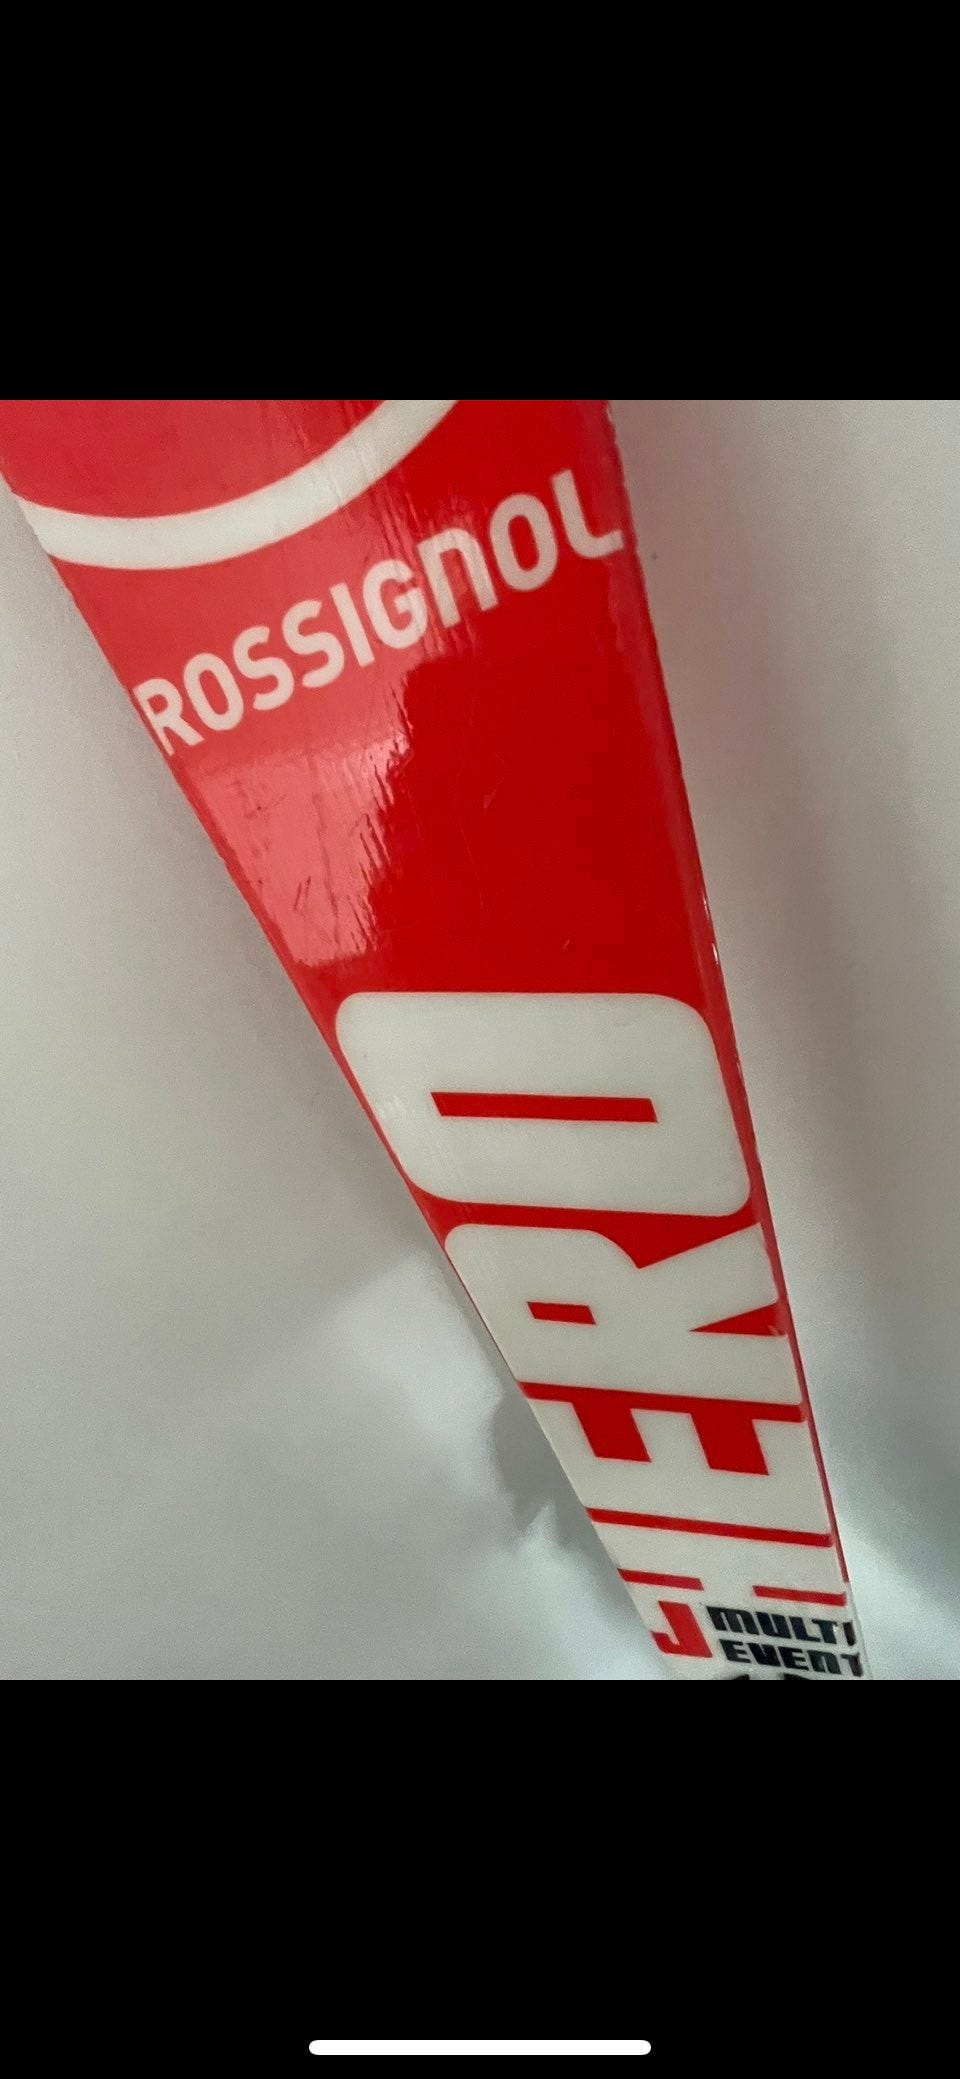 ROSSIGNOL
HERO
J MULTI
EVENT